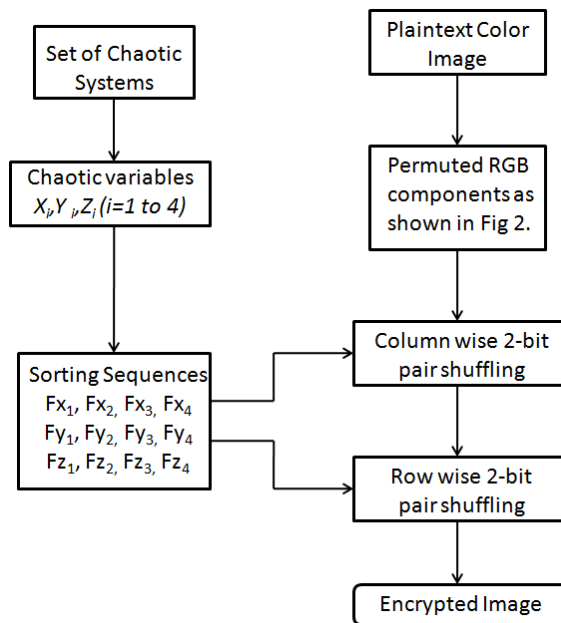 Set of Chaotic
Systems
Chaotic variables
Xᵢ,Yᵢ,Zᵢ(i=1 to 4)
Sorting Sequences
Fx₁, Fx₂, Fx₃, Fx₄
Fy₁, Fy₂, Fy₃, Fy₄
Fz₁, Fz₂, Fz₃, Fz₄
Plaintext Color
Image
Permuted RGB
components as
shown in Fig 2.
Column wise 2-bit
pair shuffling
Row wise 2-bit
pair shuffling
Encrypted Image